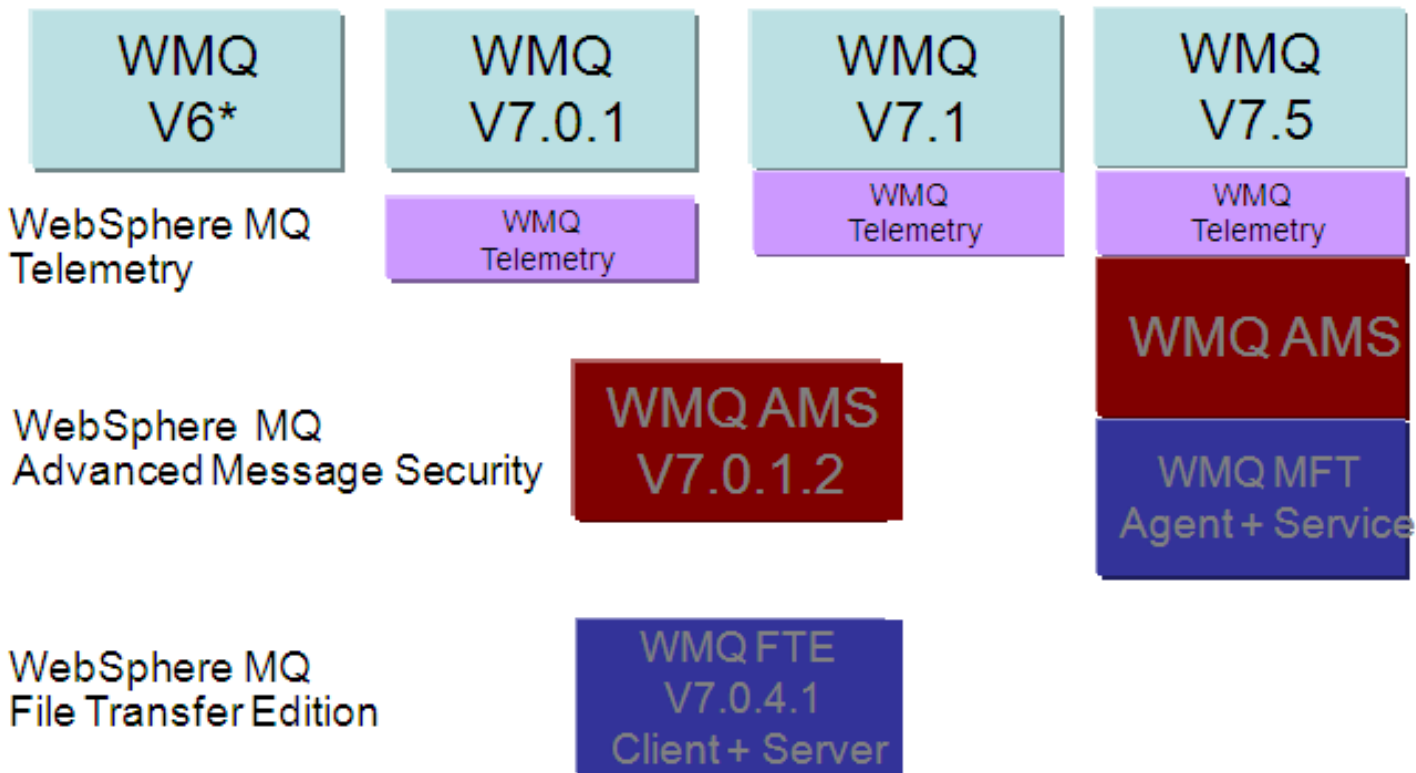 WMQ
V6*
WMQ
V7.0.1
WMQ
V7.1
WMQ
V7.5
WebSphere MQ
Telemetry
WMQ
Telemetry
WMQ
Telemetry
WMQ
Telemetry
WMQ AMS
WebSphere MQ
Advanced Message Security
WMQ AMS
V7.0.1.2
WMQ MFT
Agent + Service
WebSphere MQ
File Transfer Edition
WMQ FTE
V7.0.4.1
Client + Server